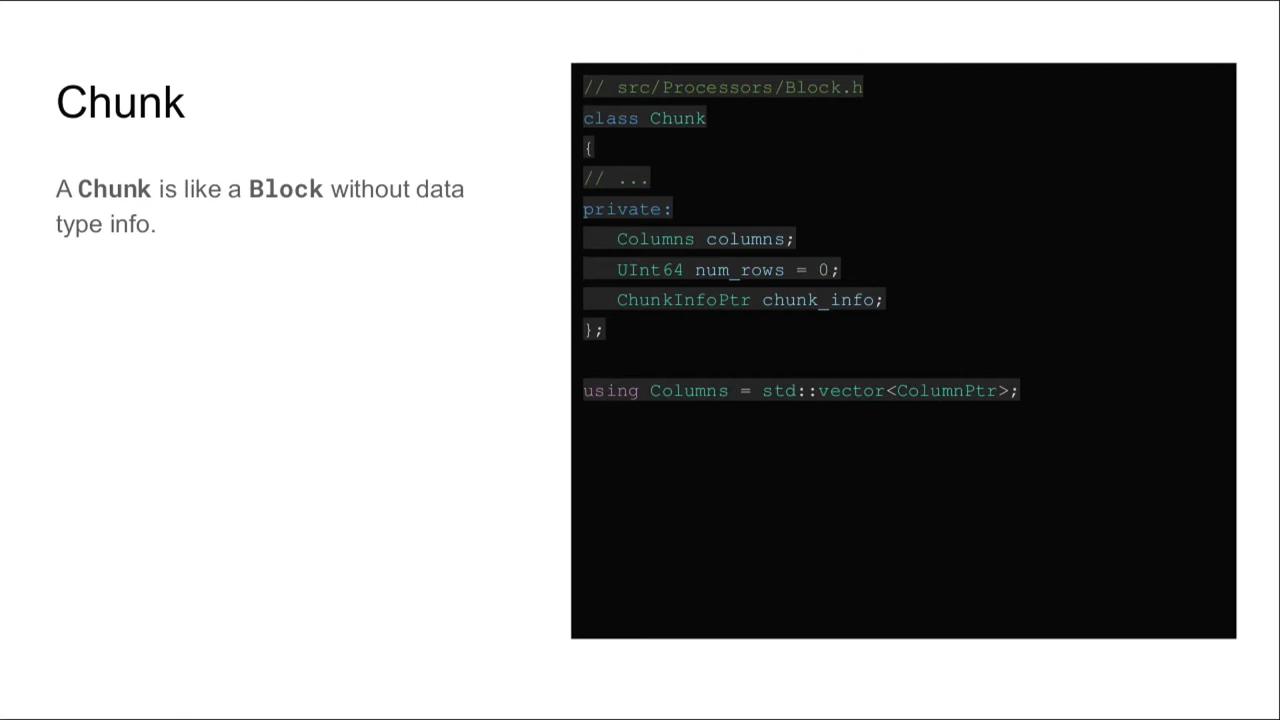 Chunk
A Chunk is like a Block without data
type info.
// src/Processors/Block.h
class Chunk
{
// ...
private:
Columns columns;
UInt64 num_rows = 0;
ChunkInfoPtr chunk_info;
};
using Columns = std::vector<ColumnPtr>;